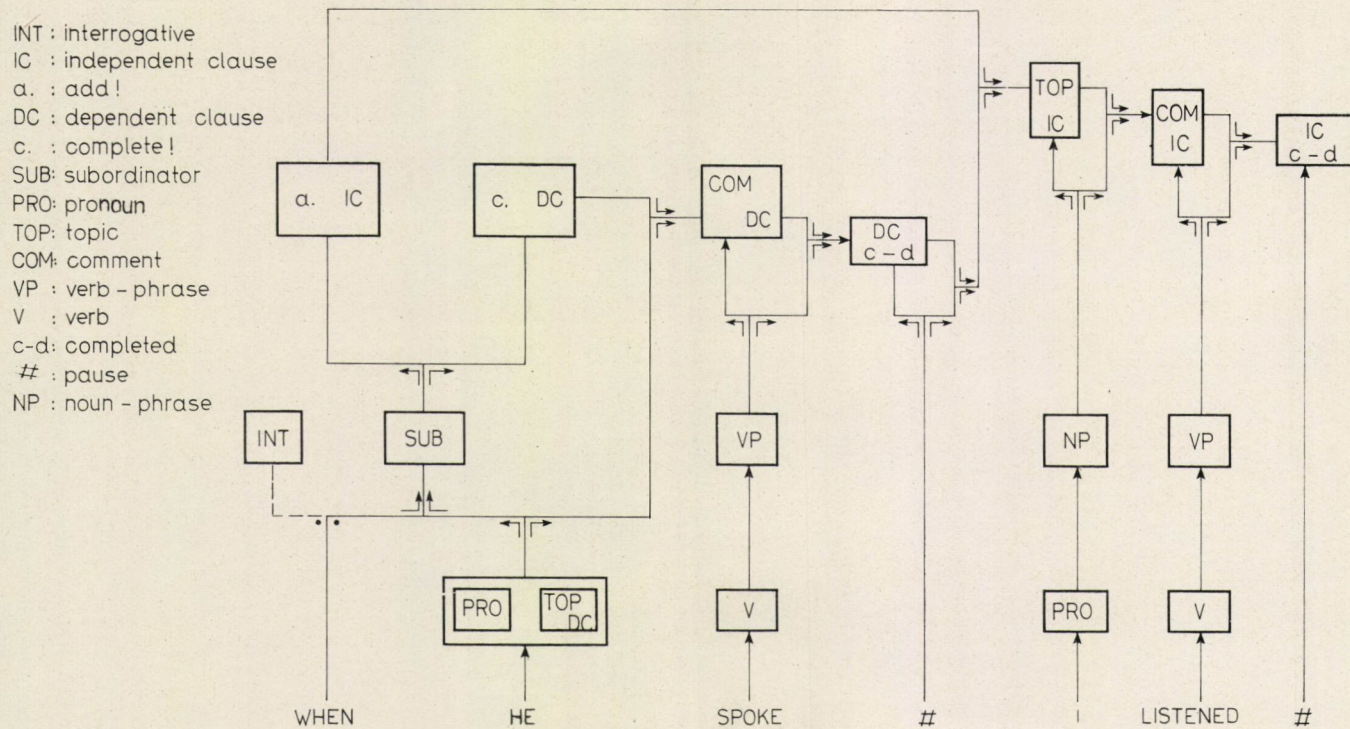 INT : interrogative
IC : independent clause
a. : add !
DC : dependent clause
c. : complete !
SUB: subordinator
PRO: pronoun
TOP: topic
COM: comment
VP : verb - phrase
V : verb
c-d: completed
# : pause
NP : noun - phrase
a. IC
c. DC
COM
DC
DC
c - d
TOP
IC
COM
IC
IC
c - d
INT
SUB
VP
NP
VP
PRO
TOP
DC
V
PRO
V
WHEN HE SPOKE # I LISTENED #